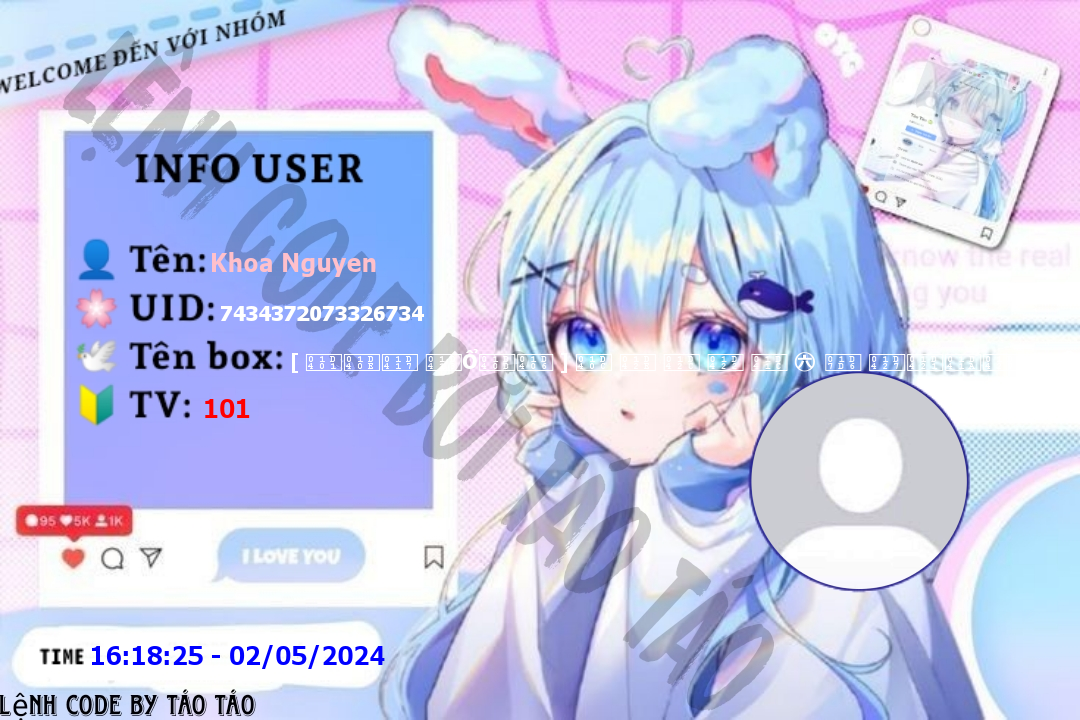 WELCOME ĐẾN VỚI NHÓM
INFO USER
Tên: Khoa Nguyen
UID: 7434372073326734
Tên box: [
TV: 101
95 5K 1K
I LOVE YOU
know the real
g you
TIME 16:18:25 - 02/05/2024
LỆNH CODE BY TÁO TÁO
LỆNH CODE BỞI TÁO TÁO